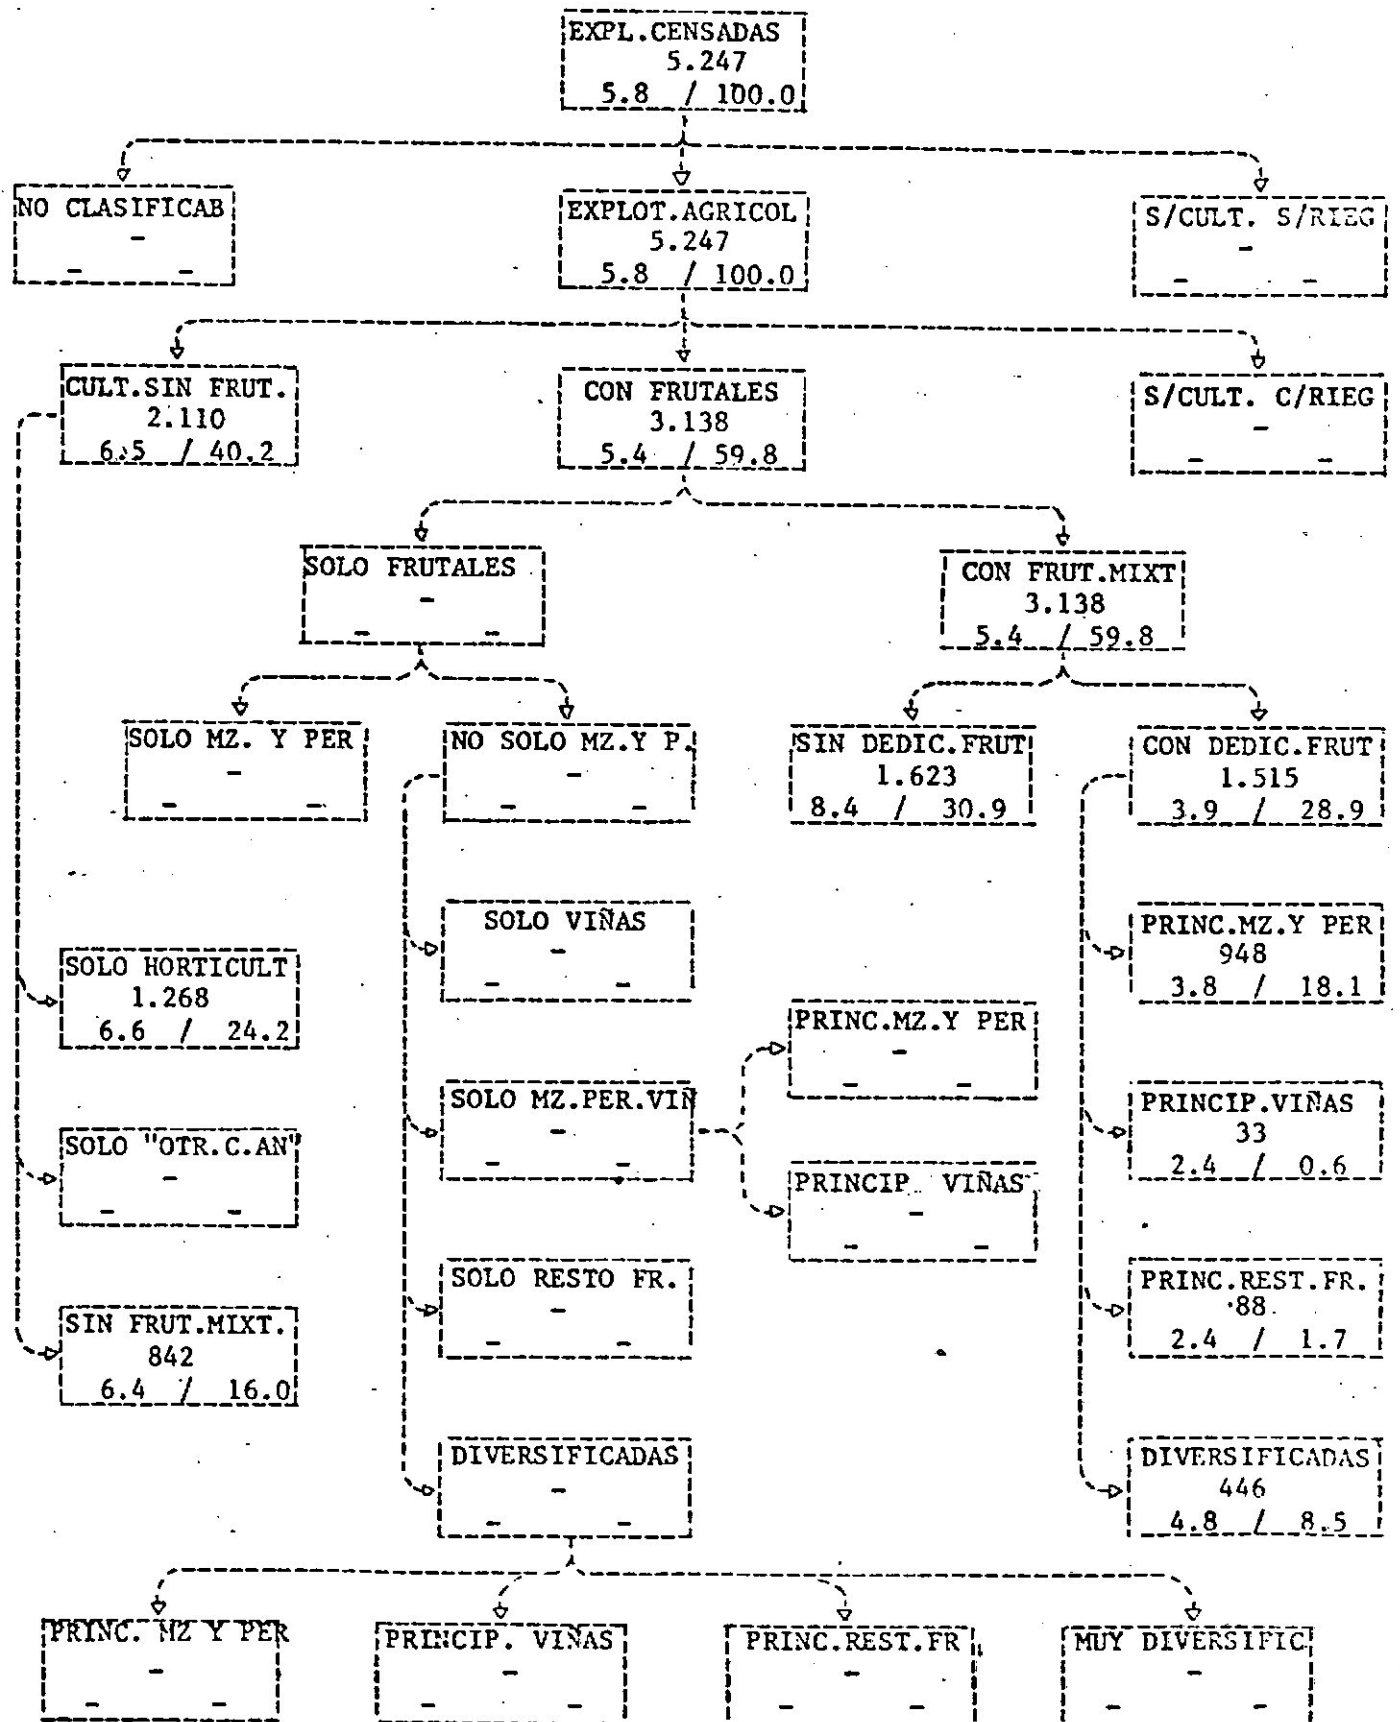 EXPL.CENSADAS
5.247
5.8 / 100.0
NO CLASIFICAB
-
- -
EXPLOT.AGRICOL
5.247
5.8 / 100.0
S/CULT. S/RIEG
-
- -
CULT.SIN FRUT.
2.110
6.5 / 40.2
CON FRUTALES
3.138
5.4 / 59.8
S/CULT. C/RIEG
-
- -
SOLO FRUTALES
-
- -
CON FRUT.MIXT
3.138
5.4 / 59.8
SOLO MZ. Y PER
-
- -
NO SOLO MZ.Y P.
-
- -
SIN DEDIC.FRUT
1.623
8.4 / 30.9
CON DEDIC.FRUT
1.515
3.9 / 28.9
SOLO VIÑAS
-
- -
PRINC.MZ.Y PER
948
3.8 / 18.1
SOLO HORTICULT
1.268
6.6 / 24.2
PRINC.MZ.Y PER
-
- -
SOLO MZ.PER.VIÑ
-
- -
PRINCIP.VIÑAS
33
2.4 / 0.6
SOLO "OTR.C.AN"
-
- -
PRINCIP. VIÑAS
-
- -
SOLO RESTO FR.
-
- -
PRINC.REST.FR.
88
2.4 / 1.7
SIN FRUT.MIXT.
842
6.4 / 16.0
DIVERSIFICADAS
-
- -
DIVERSIFICADAS
446
4.8 / 8.5
PRINC. MZ Y PER
-
- -
PRINCIP. VIÑAS
-
- -
PRINC.REST.FR
-
- -
MUY DIVERSIFIC
-
- -